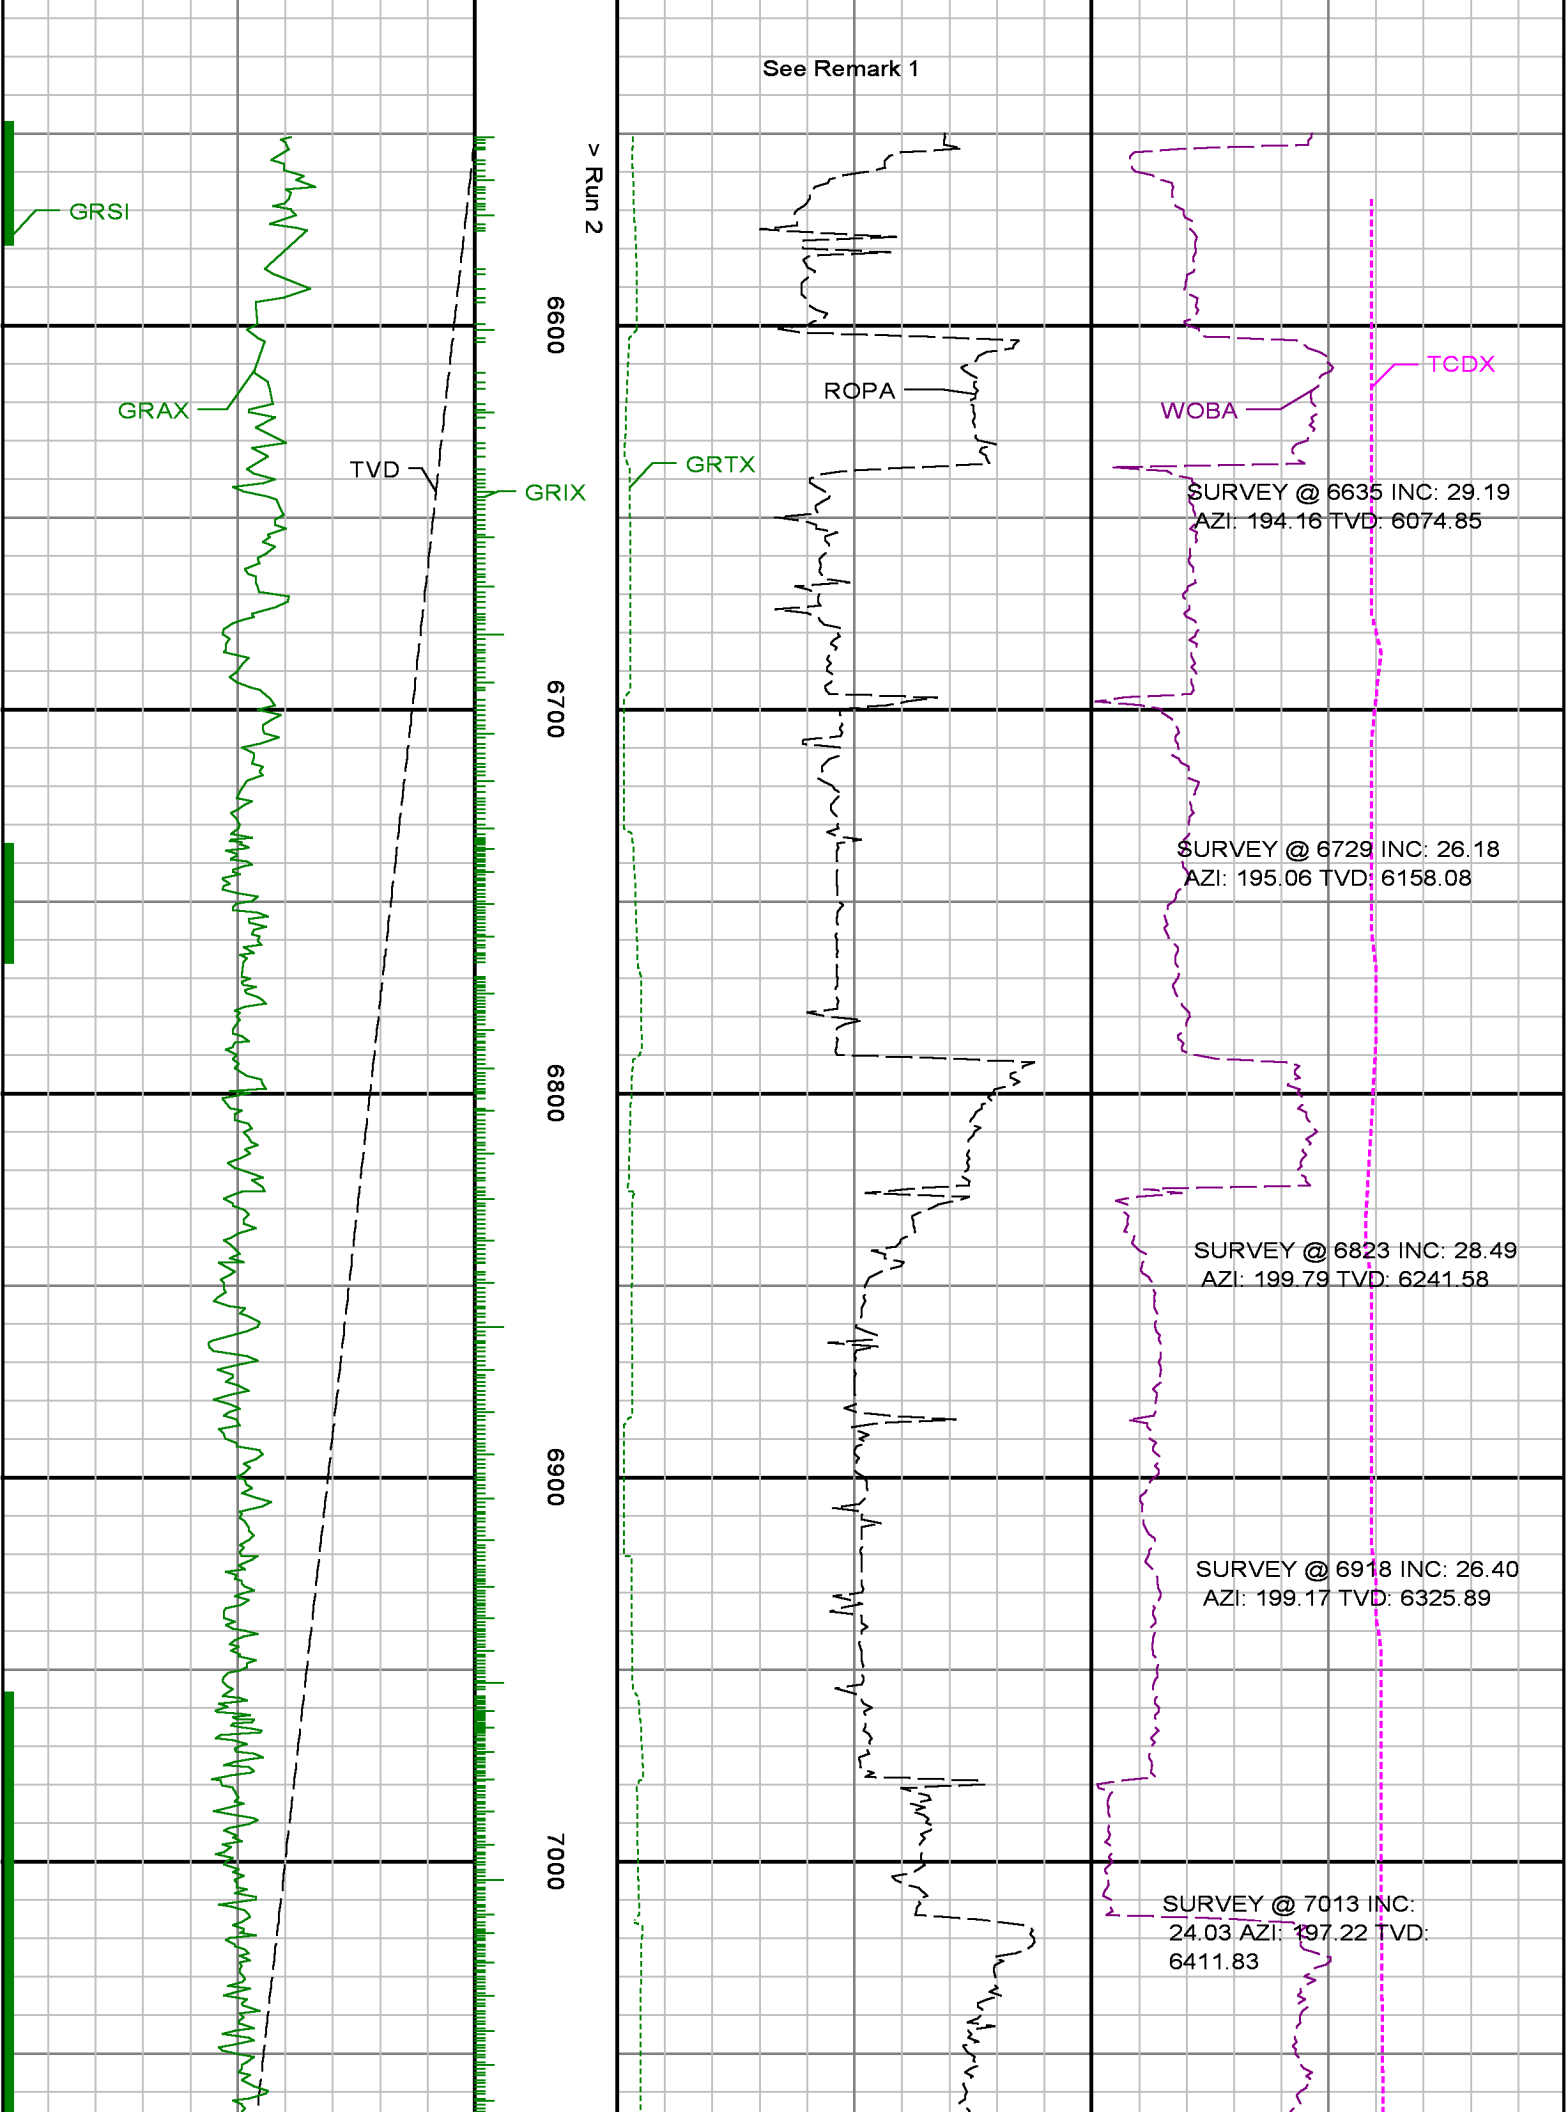 See Remark 1
> Run 2
GRSI
6600
TCDX
ROPA
GRAX
WOBA
TVD
GRTX
GRIX
SURVEY @ 6635 INC: 29.19
AZI: 194.16 TVD: 6074.85
6700
SURVEY @ 6729 INC: 26.18
AZI: 195.06 TVD: 6158.08
6800
SURVEY @ 6823 INC: 28.49
AZI: 199.79 TVD: 6241.58
6900
SURVEY @ 6918 INC: 26.40
AZI: 199.17 TVD: 6325.89
7000
SURVEY @ 7013 INC:
24.03 AZI: 197.22 TVD:
6411.83